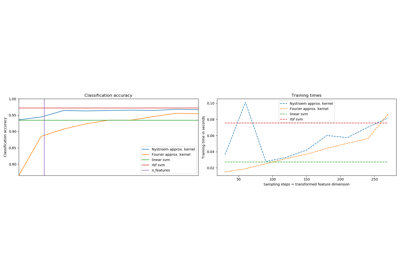 Classification accuracy
Classification accuracy
1.00
0.95
0.90
0.85
0.80
Nystroem approx. kernel
Fourier approx. kernel
linear svm
rbf svm
n_features
Training times
Training time in seconds
0.10
0.08
0.06
0.04
0.02
Nystroem approx. kernel
Fourier approx. kernel
linear svm
rbf svm
50
100
150
200
250
Sampling steps = transformed feature dimension